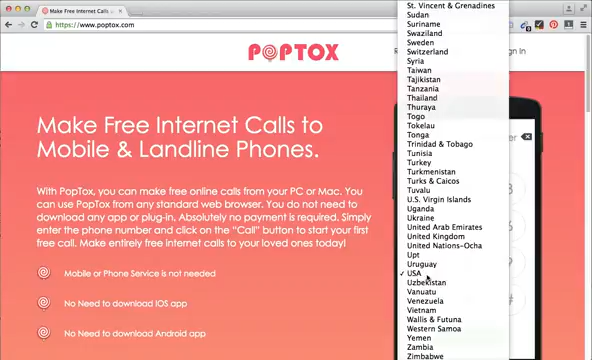 Make Free Internet Calls t
https://www.poptox.com
POPTOX
gn In
Make Free Internet Calls to
Mobile & Landline Phones.
With PopTox, you can make free online calls from your PC or Mac. You
can use PopTox from any standard web browser. You do not need to
download any app or plug-in, Absolutely no payment is required. Simply
enter the phone number and click on the “Call” button to start your
first free call. Make entirely free internet calls to your loved ones today!
Mobile or Phone Service is not needed
No Need to download IOS app
No Need to download Android app
St. Vincent & Grenadines
Sudan
Suriname
Swaziland
Sweden
Switzerland
Syria
Taiwan
Tajikistan
Tanzania
Thailand
Thuraya
Togo
Tokelau
Tonga
Trinidad & Tobago
Tunisia
Turkey
Turkmenistan
Turks & Caicos
Tuvalu
U.S. Virgin Islands
Uganda
Ukraine
United Arab Emirates
United Kingdom
United Nations-Ocha
Upt
Uruguay
✓ USA
Uzbekistan
Vanuatu
Venezuela
Vietnam
Wallis & Futuna
Western Samoa
Yemen
Zambia
Zimbabwe
er
3
6
9
#